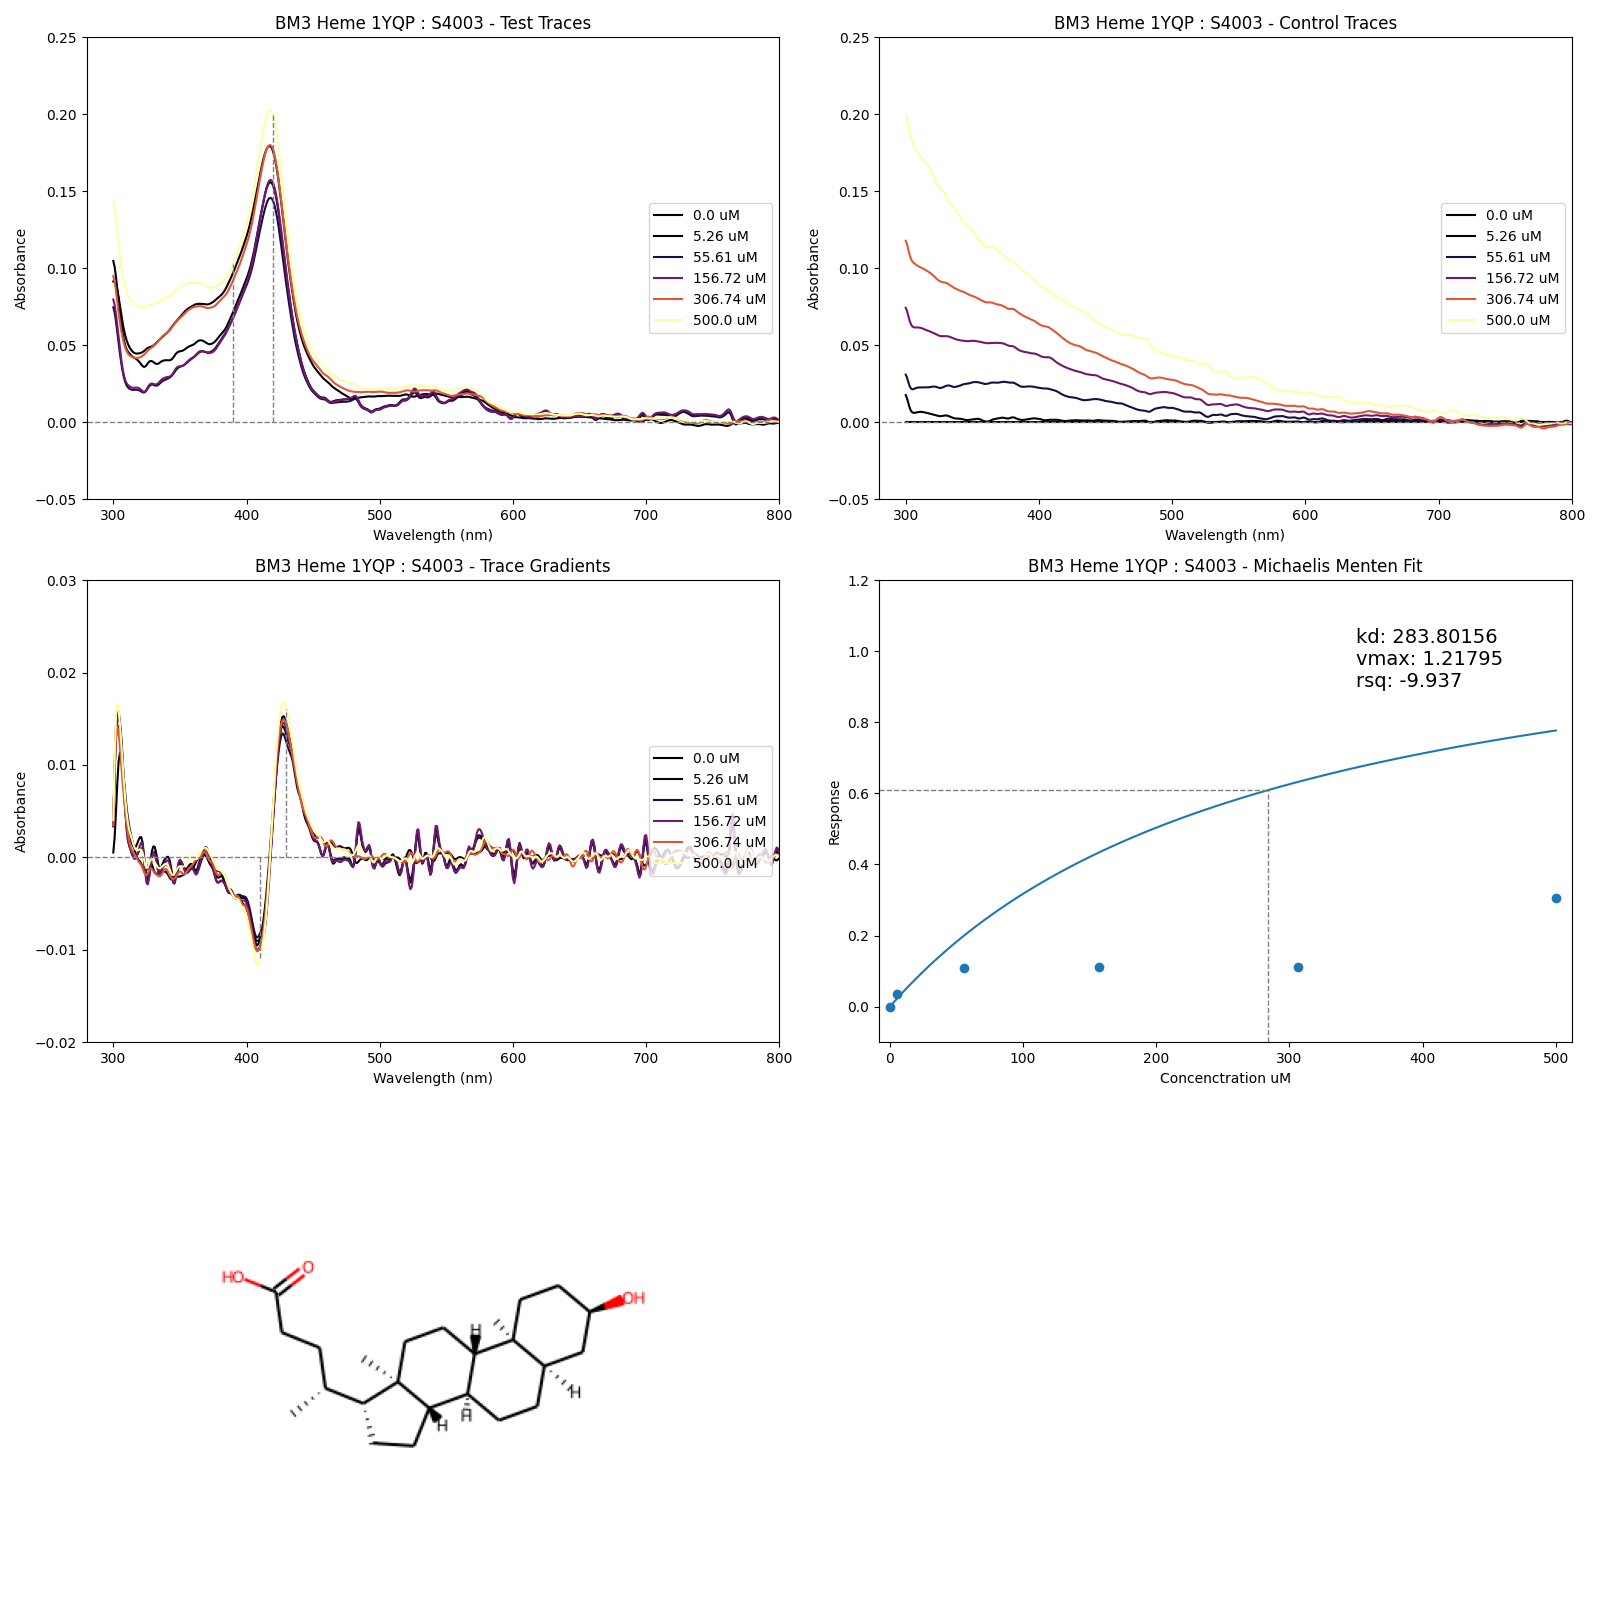 BM3 Heme 1YQP : S4003 - Test Traces
0.25
0.20
0.15
0.10
0.05
0.00
−0.05
Absorbance
300
400
500
600
700
800
Wavelength (nm)
0.0 uM
5.26 uM
55.61 uM
156.72 uM
306.74 uM
500.0 uM
BM3 Heme 1YQP : S4003 - Control Traces
0.25
0.20
0.15
0.10
0.05
0.00
−0.05
Absorbance
300
400
500
600
700
800
Wavelength (nm)
0.0 uM
5.26 uM
55.61 uM
156.72 uM
306.74 uM
500.0 uM
BM3 Heme 1YQP : S4003 - Trace Gradients
0.03
0.02
0.01
0.00
−0.01
−0.02
Absorbance
300
400
500
600
700
800
Wavelength (nm)
0.0 uM
5.26 uM
55.61 uM
156.72 uM
306.74 uM
500.0 uM
BM3 Heme 1YQP : S4003 - Michaelis Menten Fit
1.2
1.0
0.8
0.6
0.4
0.2
0.0
Response
0
100
200
300
400
500
Concenctration uM
kd: 283.80156
vmax: 1.21795
rsq: -9.937
HO
O
OH
H
H
H
H